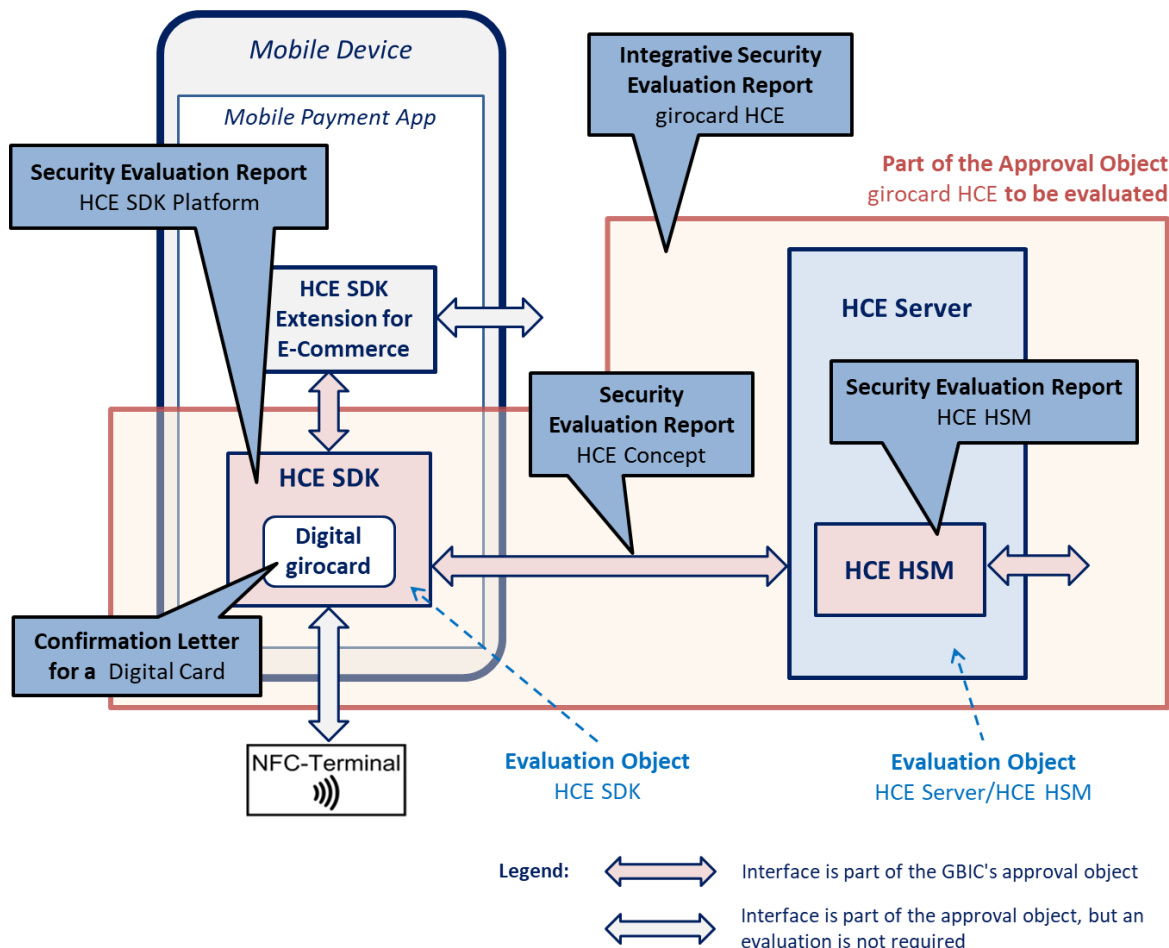 Mobile Device
Mobile Payment App
Integrative Security
Evaluation Report
girocard HCE
Security Evaluation Report
HCE SDK Platform
Part of the Approval Object
girocard HCE to be evaluated
HCE SDK
Extension for
E-Commerce
HCE Server
Security
Evaluation Report
HCE Concept
Security Evaluation Report
HCE HSM
HCE SDK
Digital
girocard
HCE HSM
Confirmation Letter
for a Digital Card
NFC-Terminal
Evaluation Object
HCE SDK
Evaluation Object
HCE Server/HCE HSM
Legend:
Interface is part of the GBIC's approval object
Interface is part of the approval object, but an
evaluation is not required